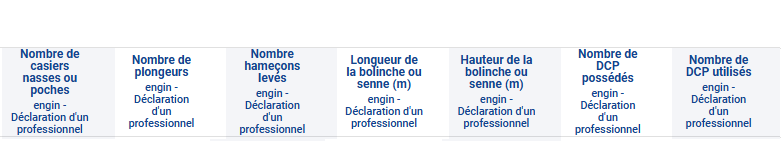 Nombre de
casiers
nasses ou
poches
engin -
Déclaration d'un
professionnel
Nombre de
plongeurs
engin -
Déclaration
d'un
professionnel
Nombre
hameçons
levés
engin -
Déclaration
d'un
professionnel
Longueur de
la bolinche ou
senne (m)
engin -
Déclaration d'un
professionnel
Hauteur de la
bolinche ou
senne (m)
engin -
Déclaration d'un
professionnel
Nombre de
DCP
possédés
engin -
Déclaration
d'un
professionnel
Nombre de
DCP utilisés
engin -
Déclaration
d'un
professionnel